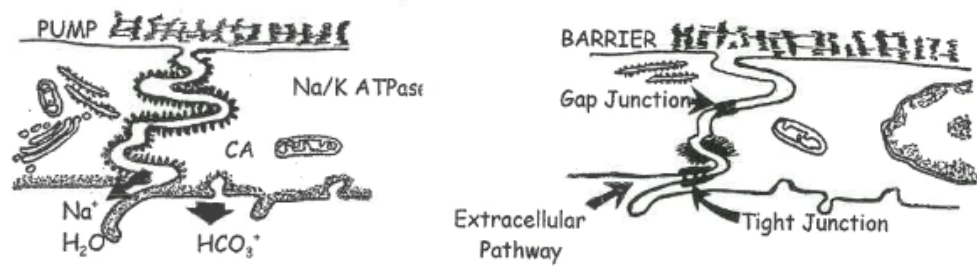 PUMP
Na/K ATPase
CA
Na⁺
H₂O
HCO₃⁺
BARRIER
Gap Junction
Extracellular
Pathway
Tight Junction